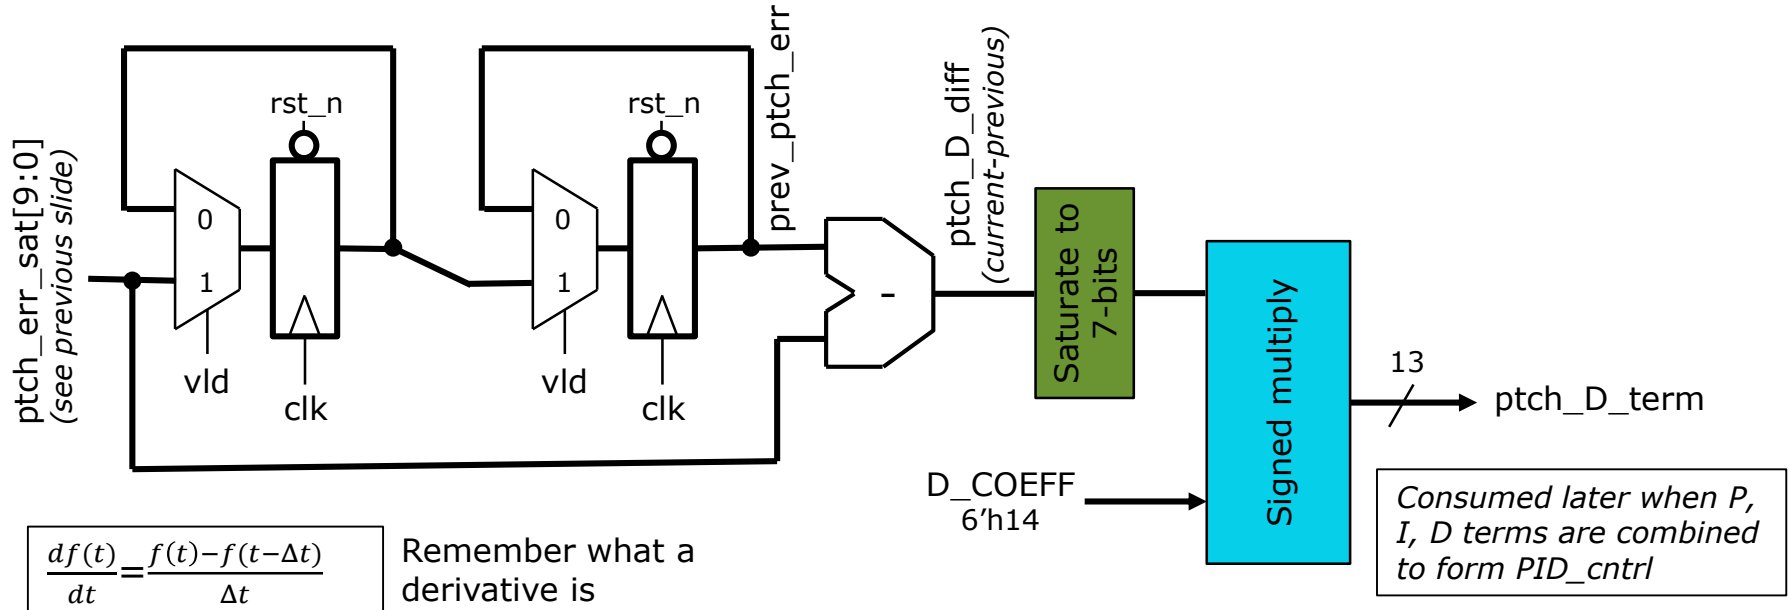 ptch_err_sat[9:0]
(see previous slide)
0
1
vld
rst_n
clk
0
1
vld
rst_n
clk
prev_ptch_err
-
ptch_D_diff
(current-previous)
Saturate to
7-bits
D_COEFF
6'h14
Signed multiply
13
ptch_D_term
df(t)/dt=f(t)−f(t−Δt)/Δt
Remember what a
derivative is
Consumed later when P,
I, D terms are combined
to form PID_cntrl